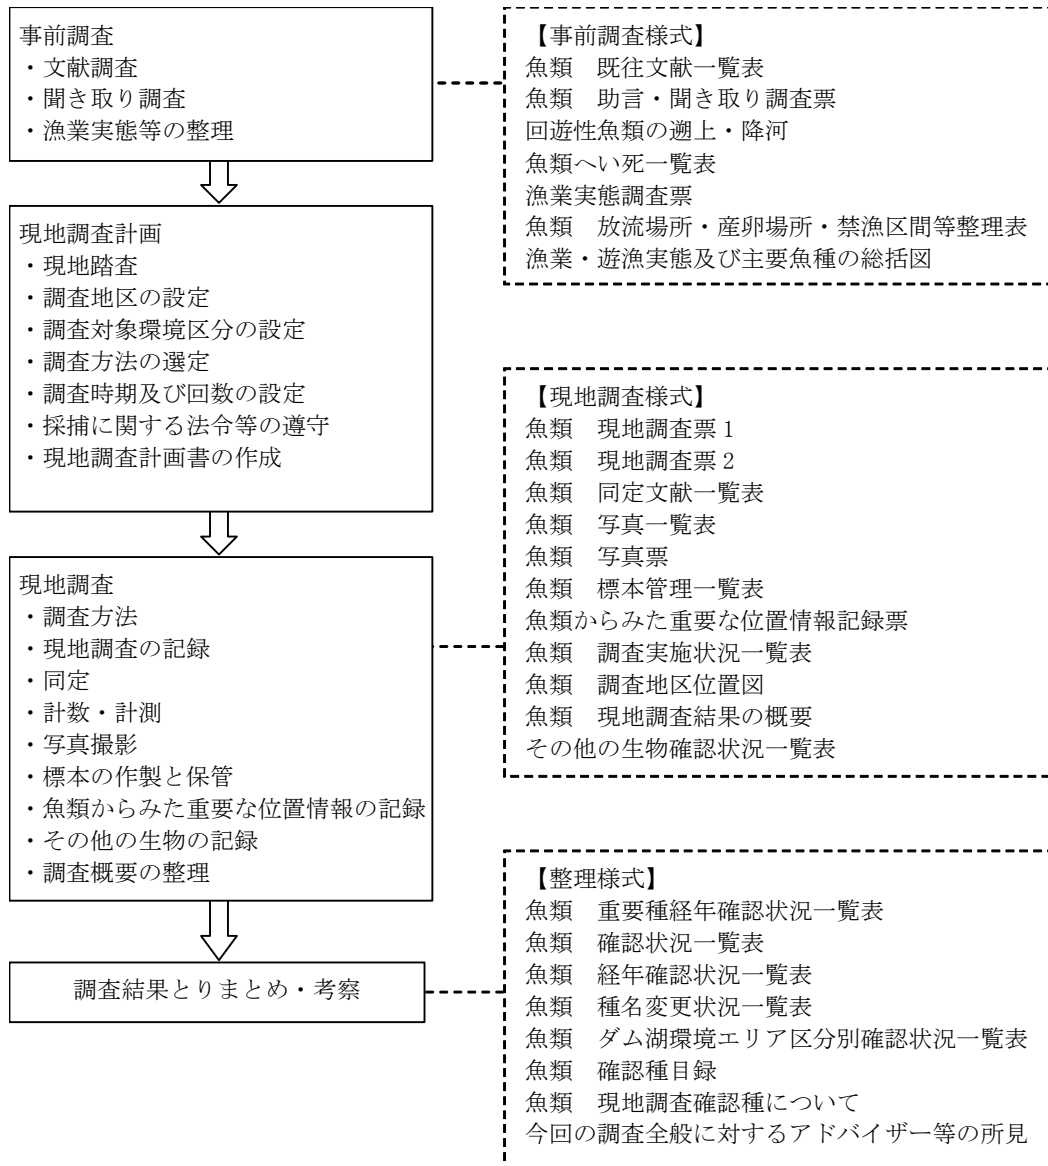 事前調査
・文献調査
・聞き取り調査
・漁業実態等の整理
【事前調査様式】
魚類　既往文献一覧表
魚類　助言・聞き取り調査票
回遊性魚類の遡上・降河
魚類へい死一覧表
漁業実態調査票
魚類　放流場所・産卵場所・禁漁区間等整理表
漁業・遊漁実態及び主要魚種の総括図
現地調査計画
・現地踏査
・調査地区の設定
・調査対象環境区分の設定
・調査方法の選定
・調査時期及び回数の設定
・採捕に関する法令等の遵守
・現地調査計画書の作成
現地調査
・調査方法
・現地調査の記録
・同定
・計数・計測
・写真撮影
・標本の作製と保管
・魚類からみた重要な位置情報の記録
・その他の生物の記録
・調査概要の整理
【現地調査様式】
魚類　現地調査票 1
魚類　現地調査票 2
魚類　同定文献一覧表
魚類　写真一覧表
魚類　写真票
魚類　標本管理一覧表
魚類からみた重要な位置情報記録票
魚類　調査実施状況一覧表
魚類　調査地区位置図
魚類　現地調査結果の概要
その他の生物確認状況一覧表
調査結果とりまとめ・考察
【整理様式】
魚類　重要種経年確認状況一覧表
魚類　確認状況一覧表
魚類　経年確認状況一覧表
魚類　種名変更状況一覧表
魚類　ダム湖環境エリア区分別確認状況一覧表
魚類　確認種目録
魚類　現地調査確認種について
今回の調査全般に対するアドバイザー等の所見